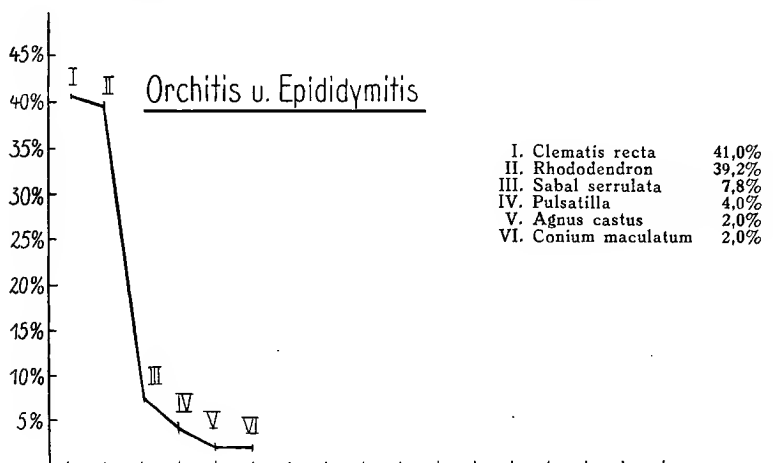 45%
I
II
Orchitis u. Epididymitis
40%
35%
30%
25%
20%
15%
10%
5%
III
IV
V
VI
I. Clematis recta 41,0%
II. Rhododendron 39,2%
III. Sabal serrulata 7,8%
IV. Pulsatilla 4,0%
V. Agnus castus 2,0%
VI. Conium maculatum 2,0%